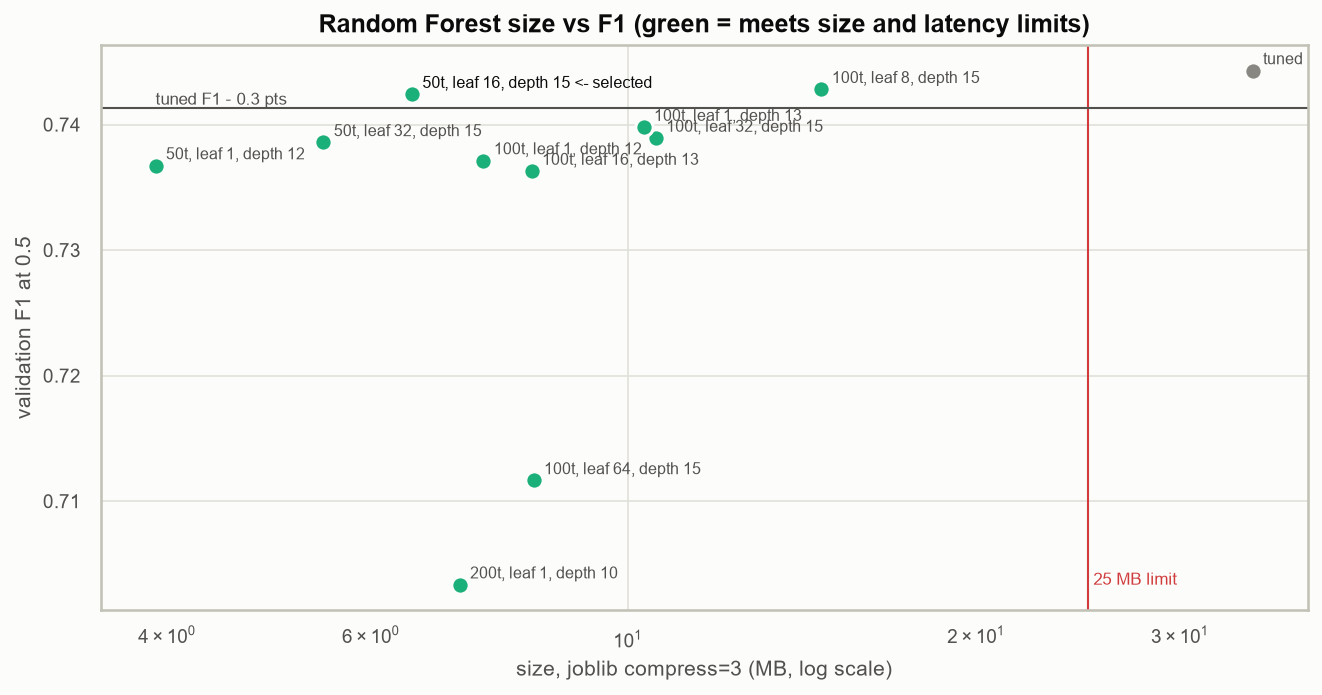 Random Forest size vs F1 (green = meets size and latency limits)
tuned
50t, leaf 16, depth 15 <- selected
100t, leaf 8, depth 15
tuned F1 - 0.3 pts
100t, leaf 1, depth 13
100t, leaf 32, depth 15
50t, leaf 32, depth 15
50t, leaf 1, depth 12
100t, leaf 1, depth 12
100t, leaf 16, depth 13
100t, leaf 64, depth 15
200t, leaf 1, depth 10
25 MB limit
validation F1 at 0.5
0.74
0.73
0.72
0.71
4 × 10⁰
6 × 10⁰
10¹
2 × 10¹
3 × 10¹
size, joblib compress=3 (MB, log scale)